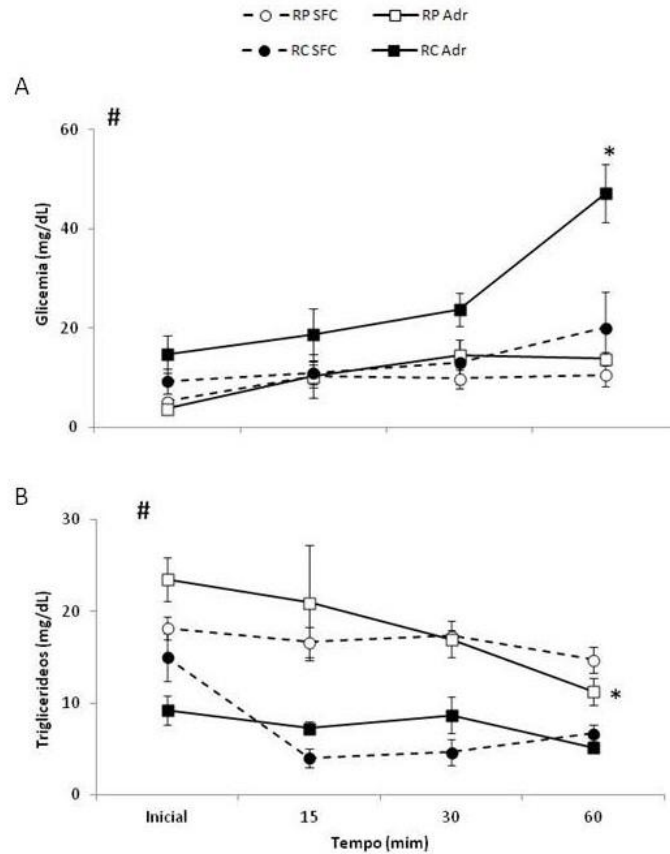 RP SFC RP Adr
RC SFC RC Adr
A
#
*
60
40
20
0
Glicemia (mg/dL)
B
#
*
30
20
10
0
Triglicerideos (mg/dL)
Inicial 15 30 60
Tempo (mim)